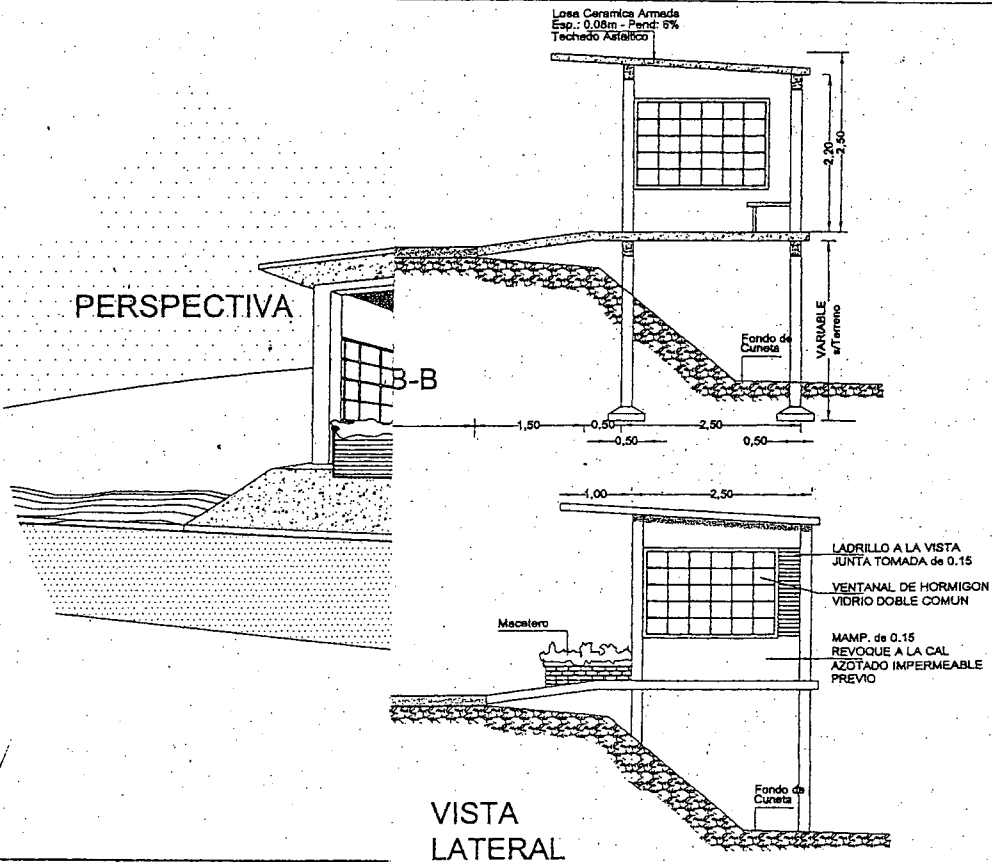 Losa Ceramica Armada
Esp.: 0,08m - Pend: 6%
Techado Asfaltico
2,20
2,50
PERSPECTIVA
B-B
VARIABLE
s/Terreno
Fondo de
Cuneta
1,50
0,50
2,50
0,50
0,50
1,00
2,50
LADRILLO A LA VISTA
JUNTA TOMADA de 0.15
VENTANAL DE HORMIGON
VIDRIO DOBLE COMUN
Macetero
MAMP. de 0.15
REVOQUE A LA CAL
AZOTADO IMPERMEABLE
PREVIO
Fondo de
Cuneta
VISTA
LATERAL